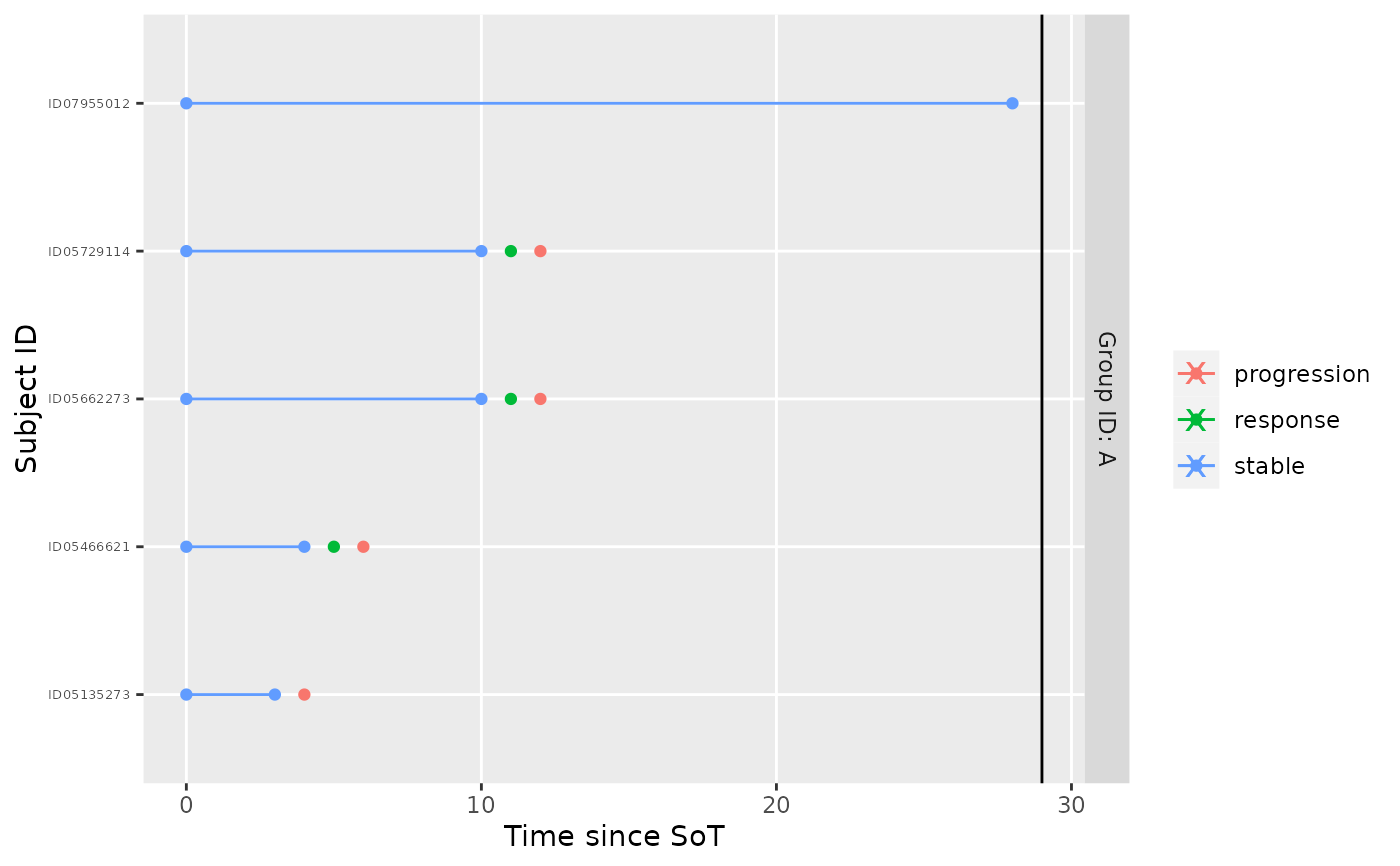 ID07955012
ID05729114
ID05662273
ID05466621
ID05135273
Subject ID
0 10 20 30
Time since SoT
Group ID: A
progression
response
stable